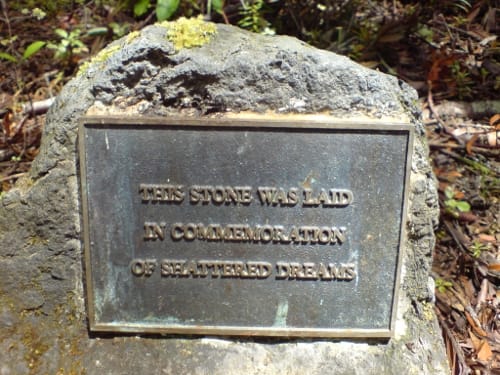 THIS STONE WAS LAID
IN COMMEMORATION
OF SHATTERED DREAMS